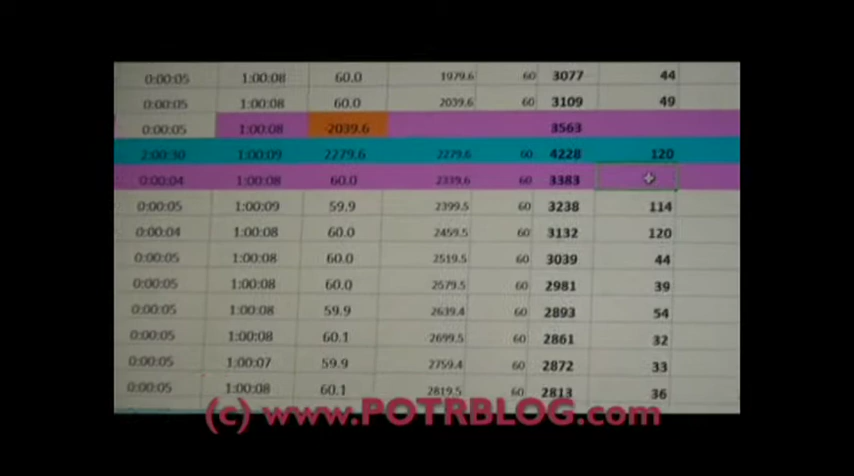 0:00:05 1:00:08 60.0 1979.6 60 3077 44
0:00:05 1:00:08 60.0 2039.6 60 3109 49
0:00:05 1:00:08 -2039.6 3563
2:00:30 1:00:09 2279.6 2279.6 60 4228 120
0:00:04 1:00:08 60.0 2339.6 60 3383
0:00:05 1:00:09 59.9 2399.5 60 3238 114
0:00:04 1:00:08 60.0 2459.5 60 3132 120
0:00:05 1:00:08 60.0 2519.5 60 3039 44
0:00:05 1:00:08 60.0 2579.5 60 2981 39
0:00:05 1:00:08 59.9 2639.4 60 2893 54
0:00:05 1:00:08 60.1 2699.5 60 2861 32
0:00:05 1:00:07 59.9 2759.4 60 2872 33
0:00:05 1:00:08 60.1 2819.5 60 2813 36
(c) www.POTRBLOG.com